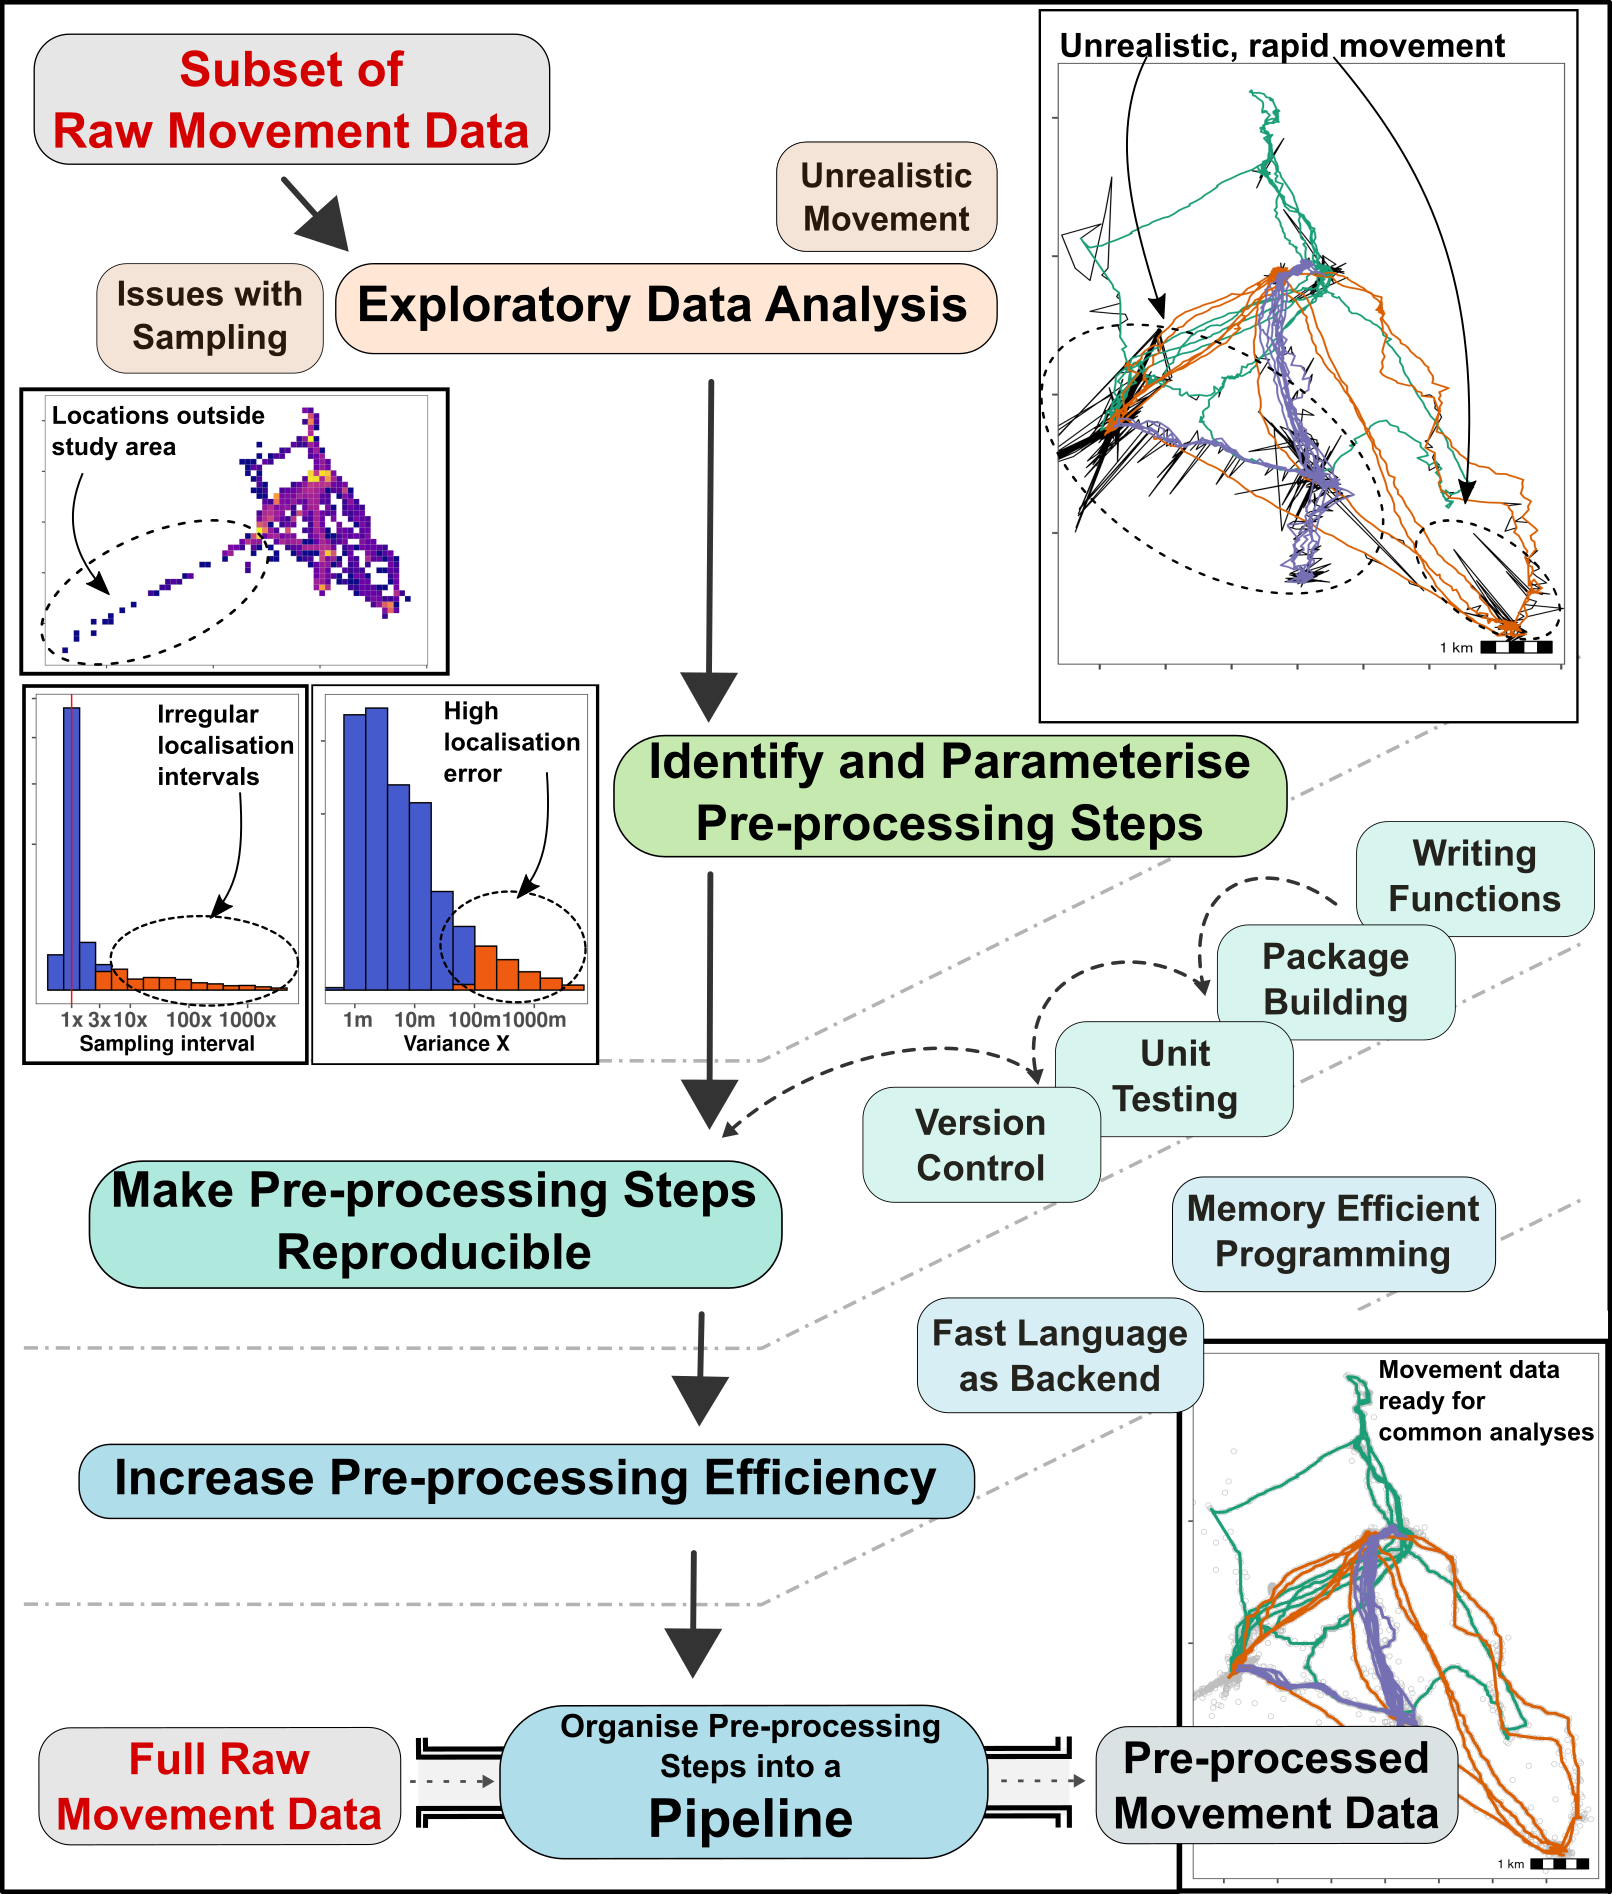 Subset of
Raw Movement Data
Unrealistic, rapid movement
1 km
Unrealistic
Movement
Issues with
Sampling
Exploratory Data Analysis
Locations outside
study area
Irregular
localisation
intervals
1x 3x 10x 100x 1000x
Sampling interval
High
localisation
error
1m 10m 100m 1000m
Variance X
Identify and Parameterise
Pre-processing Steps
Writing
Functions
Package
Building
Unit
Testing
Version
Control
Make Pre-processing Steps
Reproducible
Memory Efficient
Programming
Fast Language
as Backend
Increase Pre-processing Efficiency
Movement data
ready for
common analyses
1 km
Full Raw
Movement Data
Organise Pre-processing
Steps into a
Pipeline
Pre-processed
Movement Data